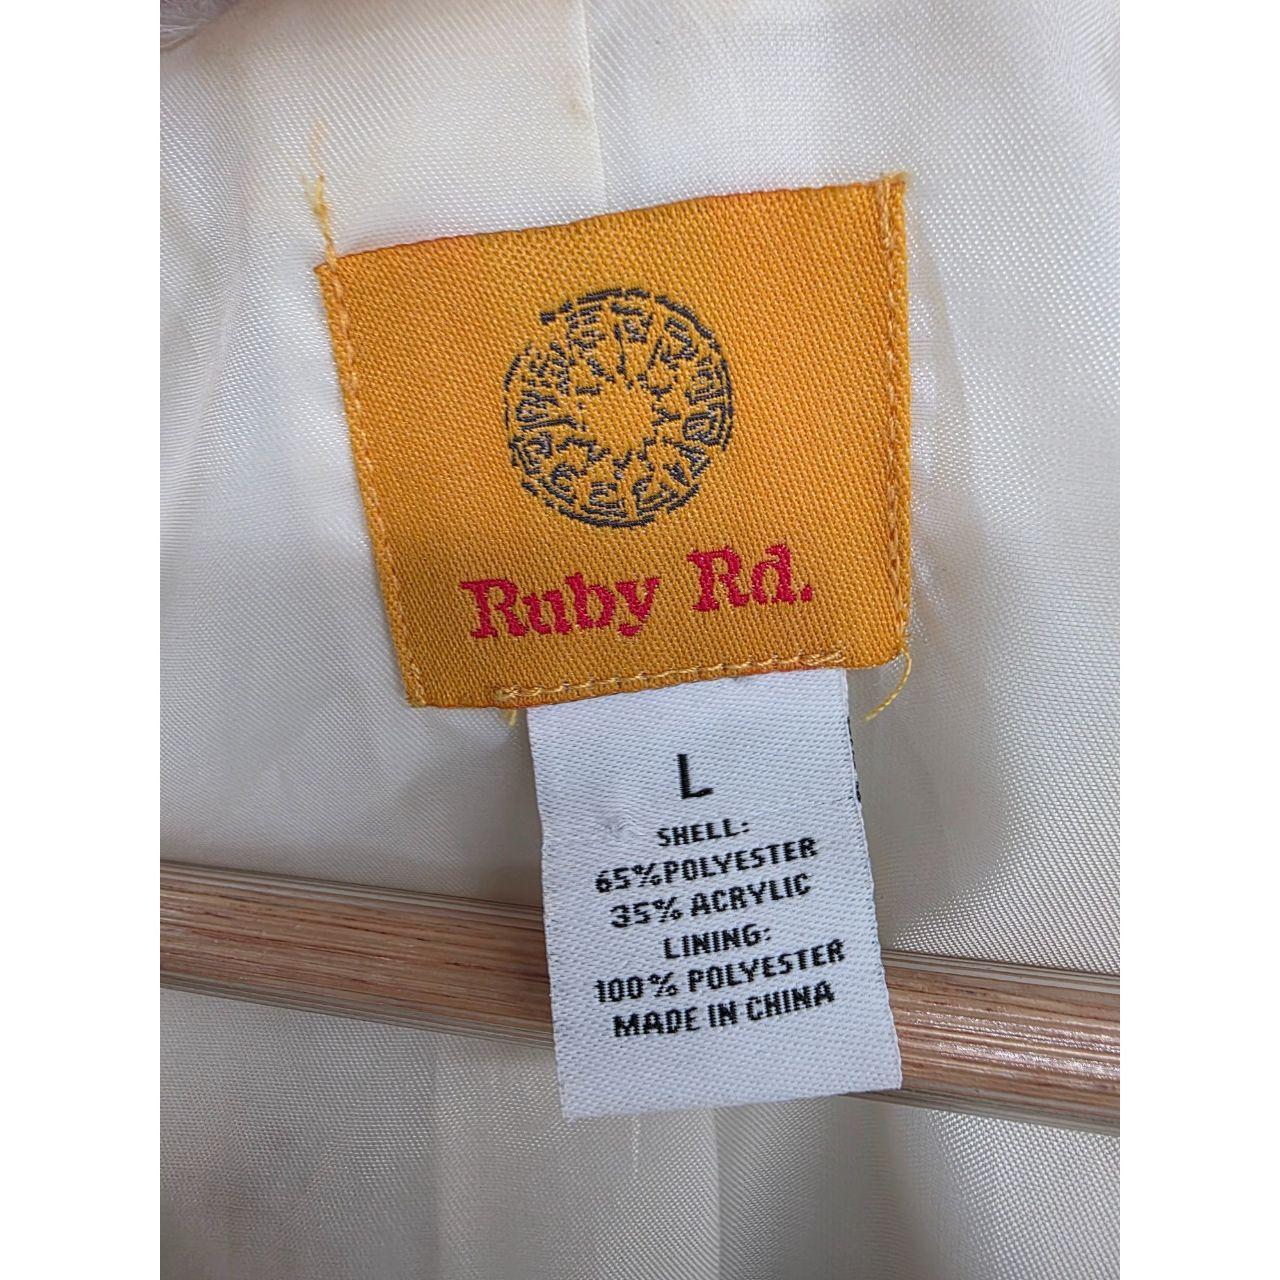 Ruby Rd.
L
SHELL:
65%POLYESTER
35% ACRYLIC
LINING:
100% POLYESTER
MADE IN CHINA